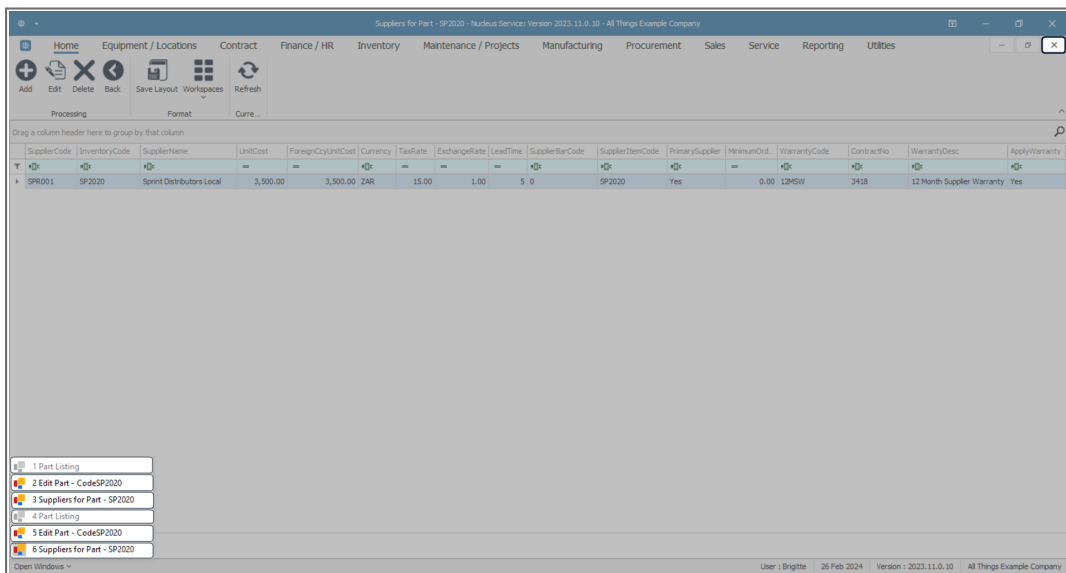 Suppliers for Part - SP2020 - Nucleus Service: Version 2023.11.0.10 - All Things Example Company
Home Equipment / Locations Contract Finance / HR Inventory Maintenance / Projects Manufacturing Procurement Sales Service Reporting Utilities
Add Edit Delete Back Save Layout Workspaces Refresh
Processing Format Curre...
Drag a column header here to group by that column
SupplierCode InventoryCode SupplierName UnitCost ForeignCcyUnitCost Currency TaxRate ExchangeRate LeadTime SupplierBarCode SupplierItemCode PrimarySupplier MinimumOrd... WarrantyCode ContractNo WarrantyDesc ApplyWarranty
SPR001 SP2020 Sprint Distributors Local 3,500.00 3,500.00 ZAR 15.00 1.00 5 0 SP2020 Yes 0.00 12MSW 3418 12 Month Supplier Warranty Yes
1 Part Listing
2 Edit Part - CodeSP2020
3 Suppliers for Part - SP2020
4 Part Listing
5 Edit Part - CodeSP2020
6 Suppliers for Part - SP2020
Open Windows User : Brigitte 26 Feb 2024 Version : 2023.11.0.10 All Things Example Company